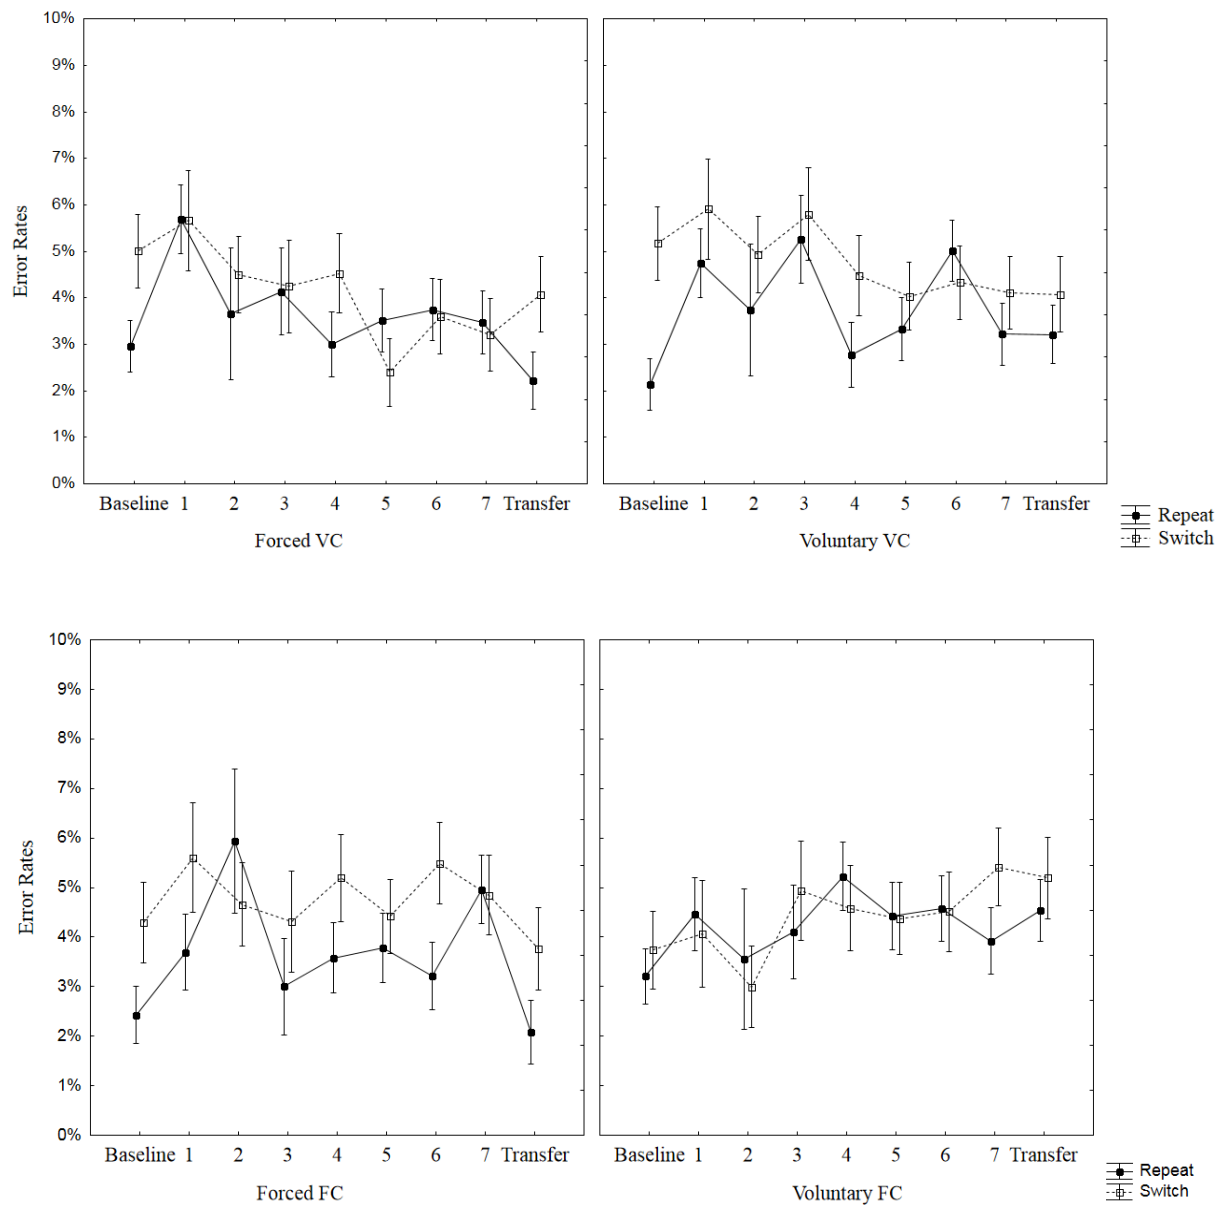 10%
9%
8%
7%
6%
5%
4%
3%
2%
1%
0%
Error Rates
Baseline 1 2 3 4 5 6 7 Transfer
Forced VC
Baseline 1 2 3 4 5 6 7 Transfer
Voluntary VC
Repeat
Switch
10%
9%
8%
7%
6%
5%
4%
3%
2%
1%
0%
Error Rates
Baseline 1 2 3 4 5 6 7 Transfer
Forced FC
Baseline 1 2 3 4 5 6 7 Transfer
Voluntary FC
Repeat
Switch